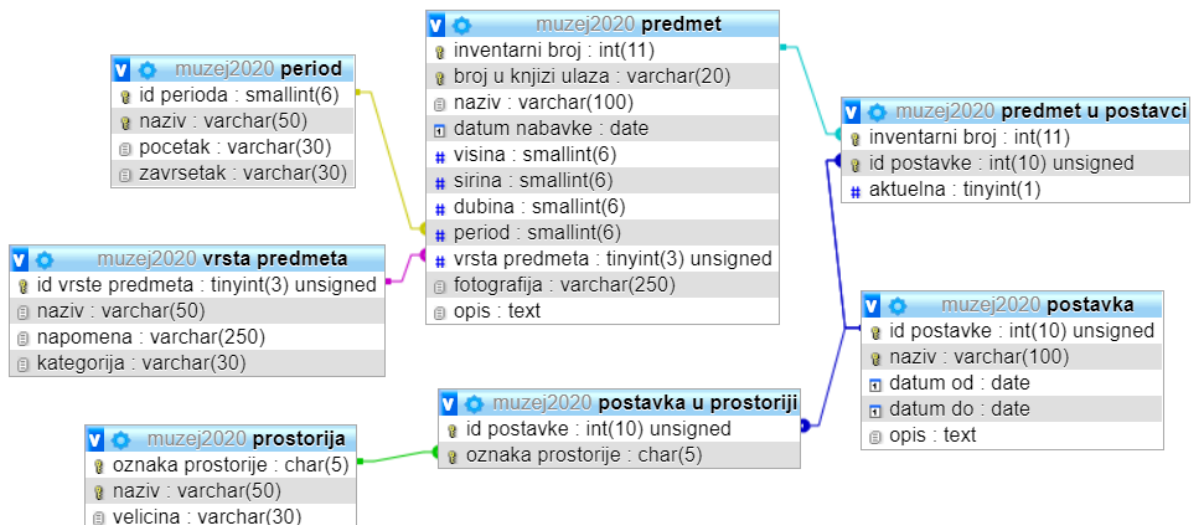 muzej2020 predmet
inventarni broj : int(11)
broj u knjizi ulaza : varchar(20)
naziv : varchar(100)
datum nabavke : date
visina : smallint(6)
sirina : smallint(6)
dubina : smallint(6)
period : smallint(6)
vrsta predmeta : tinyint(3) unsigned
fotografija : varchar(250)
opis : text
muzej2020 period
id perioda : smallint(6)
naziv : varchar(50)
pocetak : varchar(30)
zavrsetak : varchar(30)
muzej2020 predmet u postavci
inventarni broj : int(11)
id postavke : int(10) unsigned
aktuelna : tinyint(1)
muzej2020 vrsta predmeta
id vrste predmeta : tinyint(3) unsigned
naziv : varchar(50)
napomena : varchar(250)
kategorija : varchar(30)
muzej2020 postavka
id postavke : int(10) unsigned
naziv : varchar(100)
datum od : date
datum do : date
opis : text
muzej2020 postavka u prostoriji
id postavke : int(10) unsigned
oznaka prostorije : char(5)
muzej2020 prostorija
oznaka prostorije : char(5)
naziv : varchar(50)
velicina : varchar(30)